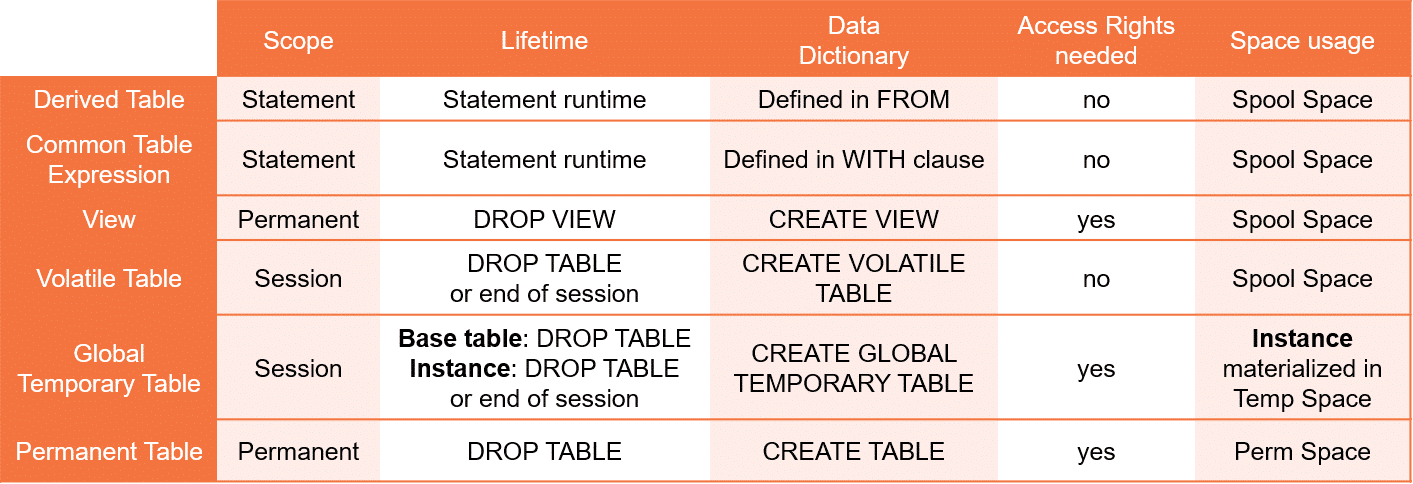 Scope Lifetime Data Dictionary Access Rights needed Space usage
Derived Table Statement Statement runtime Defined in FROM no Spool Space
Common Table Expression Statement Statement runtime Defined in WITH clause no Spool Space
View Permanent DROP VIEW CREATE VIEW yes Spool Space
Volatile Table Session DROP TABLE or end of session CREATE VOLATILE TABLE no Spool Space
Global Temporary Table Session Base table: DROP TABLE Instance: DROP TABLE or end of session CREATE GLOBAL TEMPORARY TABLE yes Instance materialized in Temp Space
Permanent Table Permanent DROP TABLE CREATE TABLE yes Perm Space